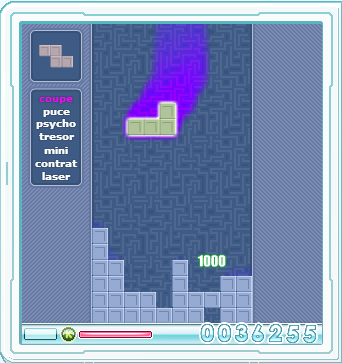 coupe
puce
psycho
tresor
mini
contrat
laser
1000
0036255